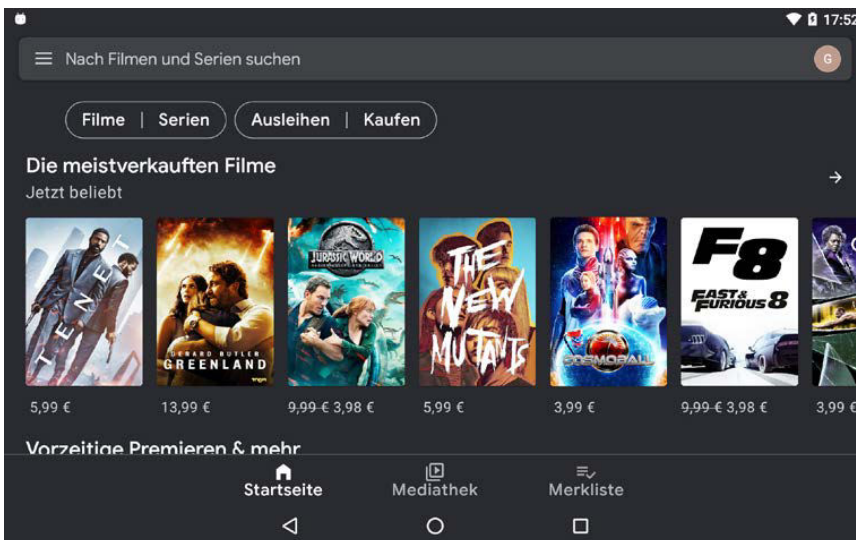 17:52
Nach Filmen und Serien suchen
G
Filme | Serien
Ausleihen | Kaufen
Die meistverkauften Filme
Jetzt beliebt
TENET
GERARD BUTLER
GREENLAND
JURASSIC WORLD
THE
NEW
MUTANTS
COSMOBALL
F8
FAST &
FURIOUS 8
5,99 €
13,99 €
9,99 € 3,98 €
5,99 €
3,99 €
9,99 € 3,98 €
3,99 €
Vorzeitige Premieren & mehr
Startseite
Mediathek
Merkliste